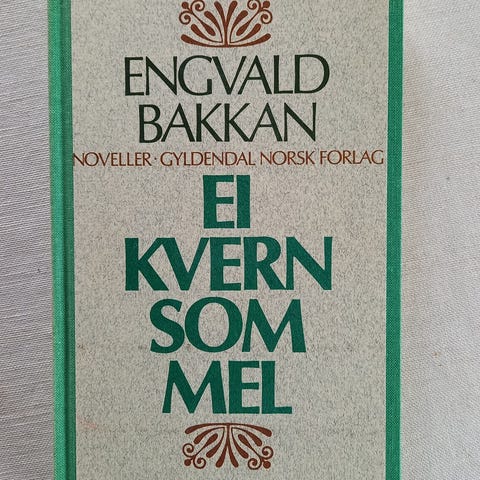 ENGVALD
BAKKAN
NOVELLER · GYLDENDAL NORSK FORLAG
EI
KVERN
SOM
MEL